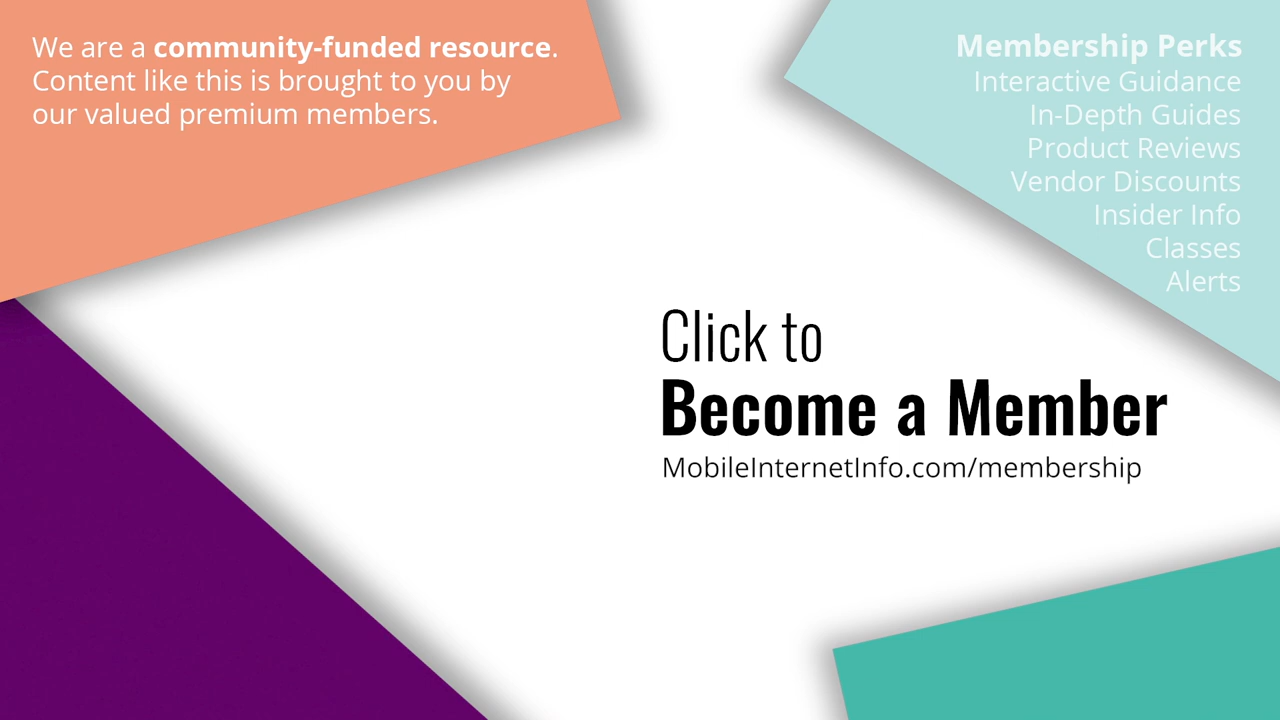 We are a community-funded resource.
Content like this is brought to you by
our valued premium members.
Membership Perks
Interactive Guidance
In-Depth Guides
Product Reviews
Vendor Discounts
Insider Info
Classes
Alerts
Click to
Become a Member
MobileInternetInfo.com/membership